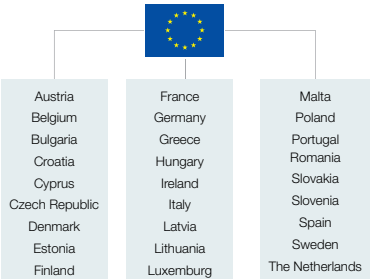 Austria
Belgium
Bulgaria
Croatia
Cyprus
Czech Republic
Denmark
Estonia
Finland
France
Germany
Greece
Hungary
Ireland
Italy
Latvia
Lithuania
Luxemburg
Malta
Poland
Portugal
Romania
Slovakia
Slovenia
Spain
Sweden
The Netherlands